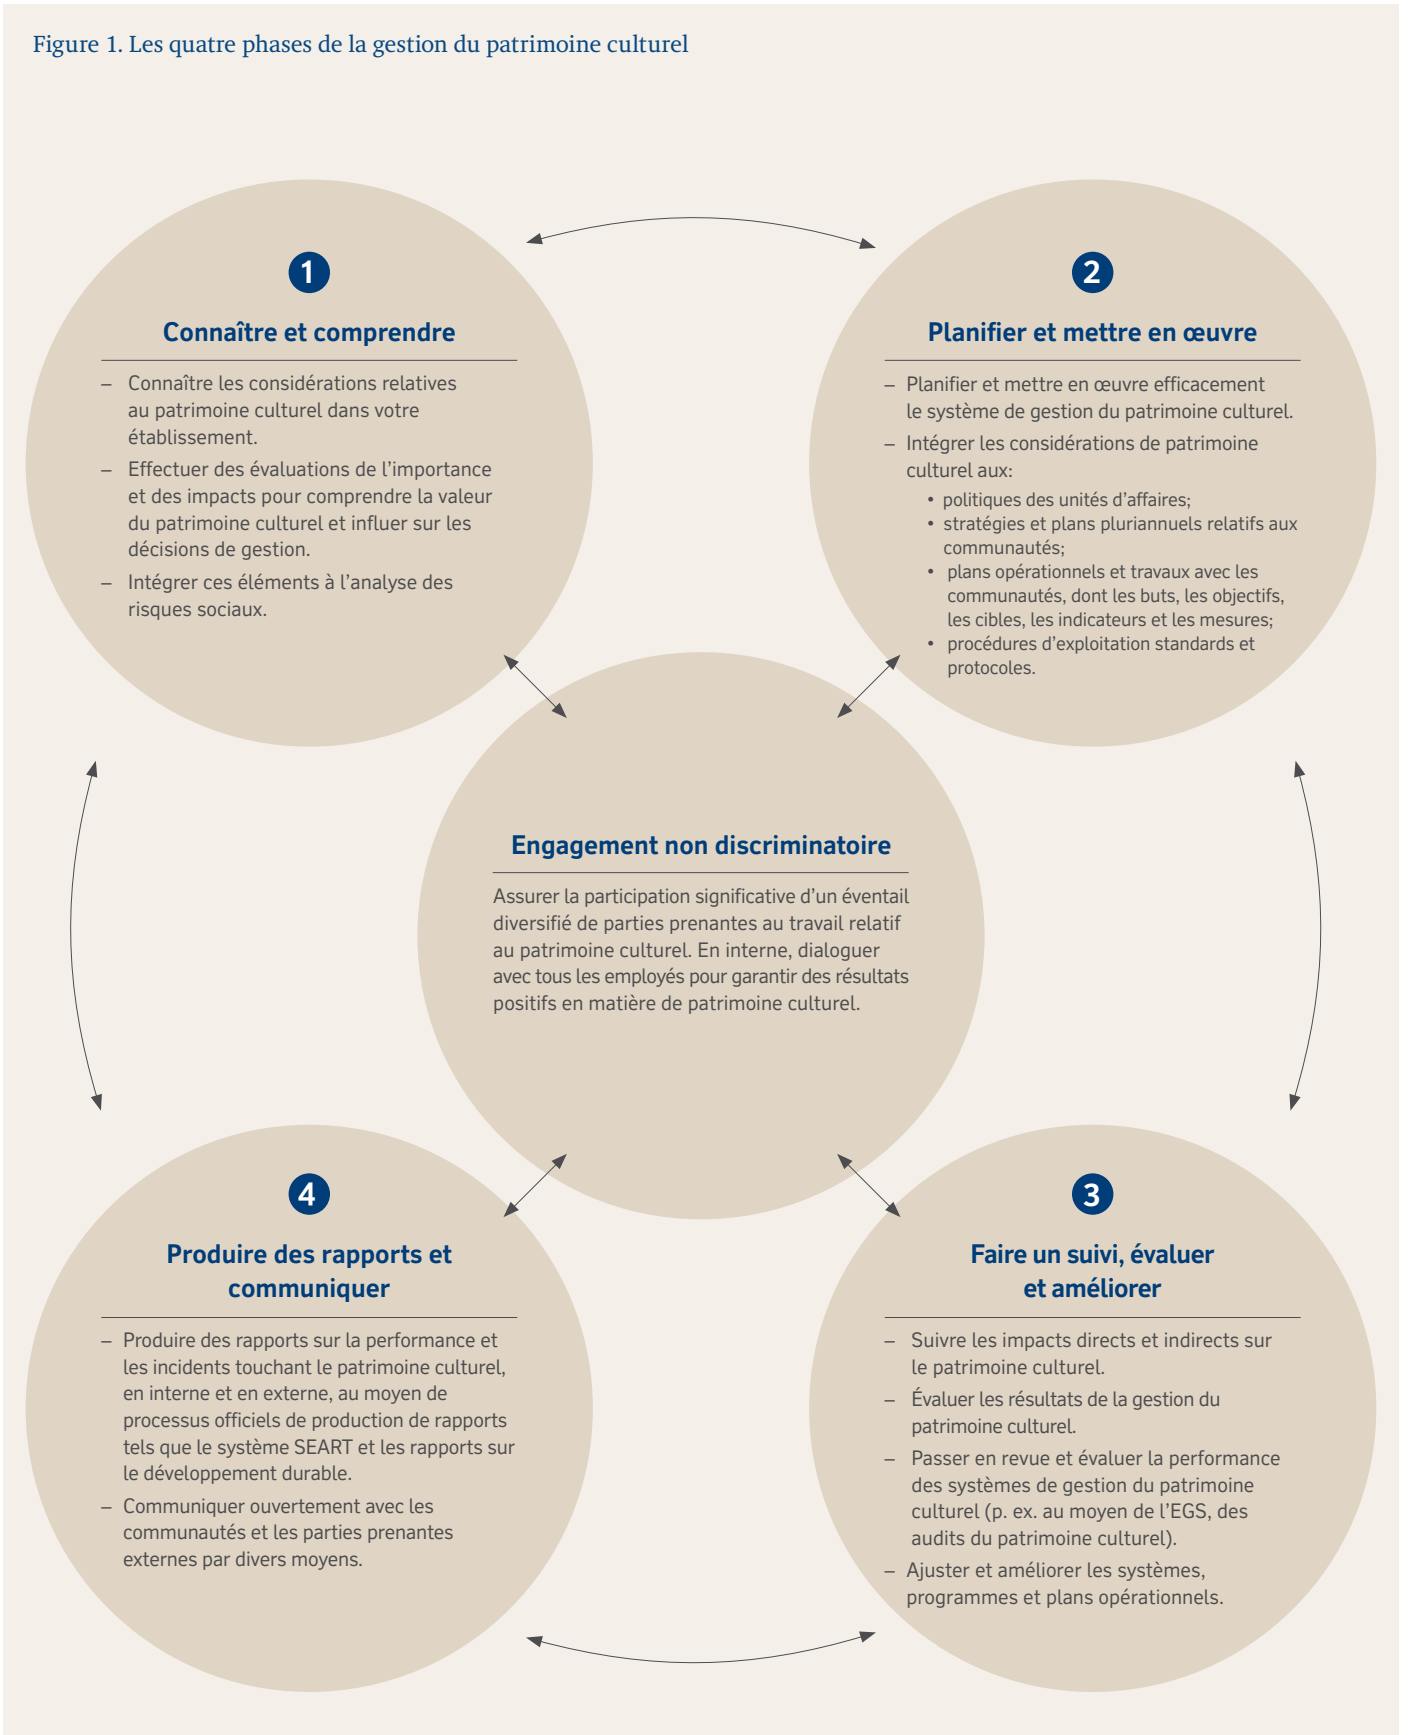 Figure 1. Les quatre phases de la gestion du patrimoine culturel
1
Connaître et comprendre
– Connaître les considérations relatives
au patrimoine culturel dans votre
établissement.
– Effectuer des évaluations de l'importance
et des impacts pour comprendre la valeur
du patrimoine culturel et influer sur les
décisions de gestion.
– Intégrer ces éléments à l'analyse des
risques sociaux.
2
Planifier et mettre en œuvre
– Planifier et mettre en œuvre efficacement
le système de gestion du patrimoine culturel.
– Intégrer les considérations de patrimoine
culturel aux:
• politiques des unités d'affaires;
• stratégies et plans pluriannuels relatifs aux
communautés;
• plans opérationnels et travaux avec les
communautés, dont les buts, les objectifs,
les cibles, les indicateurs et les mesures;
• procédures d'exploitation standards et
protocoles.
Engagement non discriminatoire
Assurer la participation significative d'un éventail
diversifié de parties prenantes au travail relatif
au patrimoine culturel. En interne, dialoguer
avec tous les employés pour garantir des résultats
positifs en matière de patrimoine culturel.
4
Produire des rapports et
communiquer
– Produire des rapports sur la performance et
les incidents touchant le patrimoine culturel,
en interne et en externe, au moyen de
processus officiels de production de rapports
tels que le système SEART et les rapports sur
le développement durable.
– Communiquer ouvertement avec les
communautés et les parties prenantes
externes par divers moyens.
3
Faire un suivi, évaluer
et améliorer
– Suivre les impacts directs et indirects sur
le patrimoine culturel.
– Évaluer les résultats de la gestion du
patrimoine culturel.
– Passer en revue et évaluer la performance
des systèmes de gestion du patrimoine
culturel (p. ex. au moyen de l'EGS, des
audits du patrimoine culturel).
– Ajuster et améliorer les systèmes,
programmes et plans opérationnels.